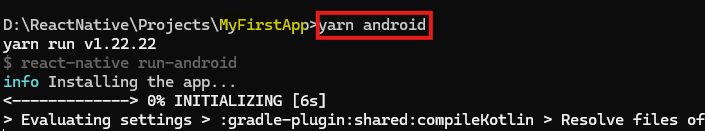 D:\ReactNative\Projects\MyFirstApp>yarn android
yarn run v1.22.22
$ react-native run-android
info Installing the app...
<-------------> 0% INITIALIZING [6s]
> Evaluating settings > :gradle-plugin:shared:compileKotlin > Resolve files of